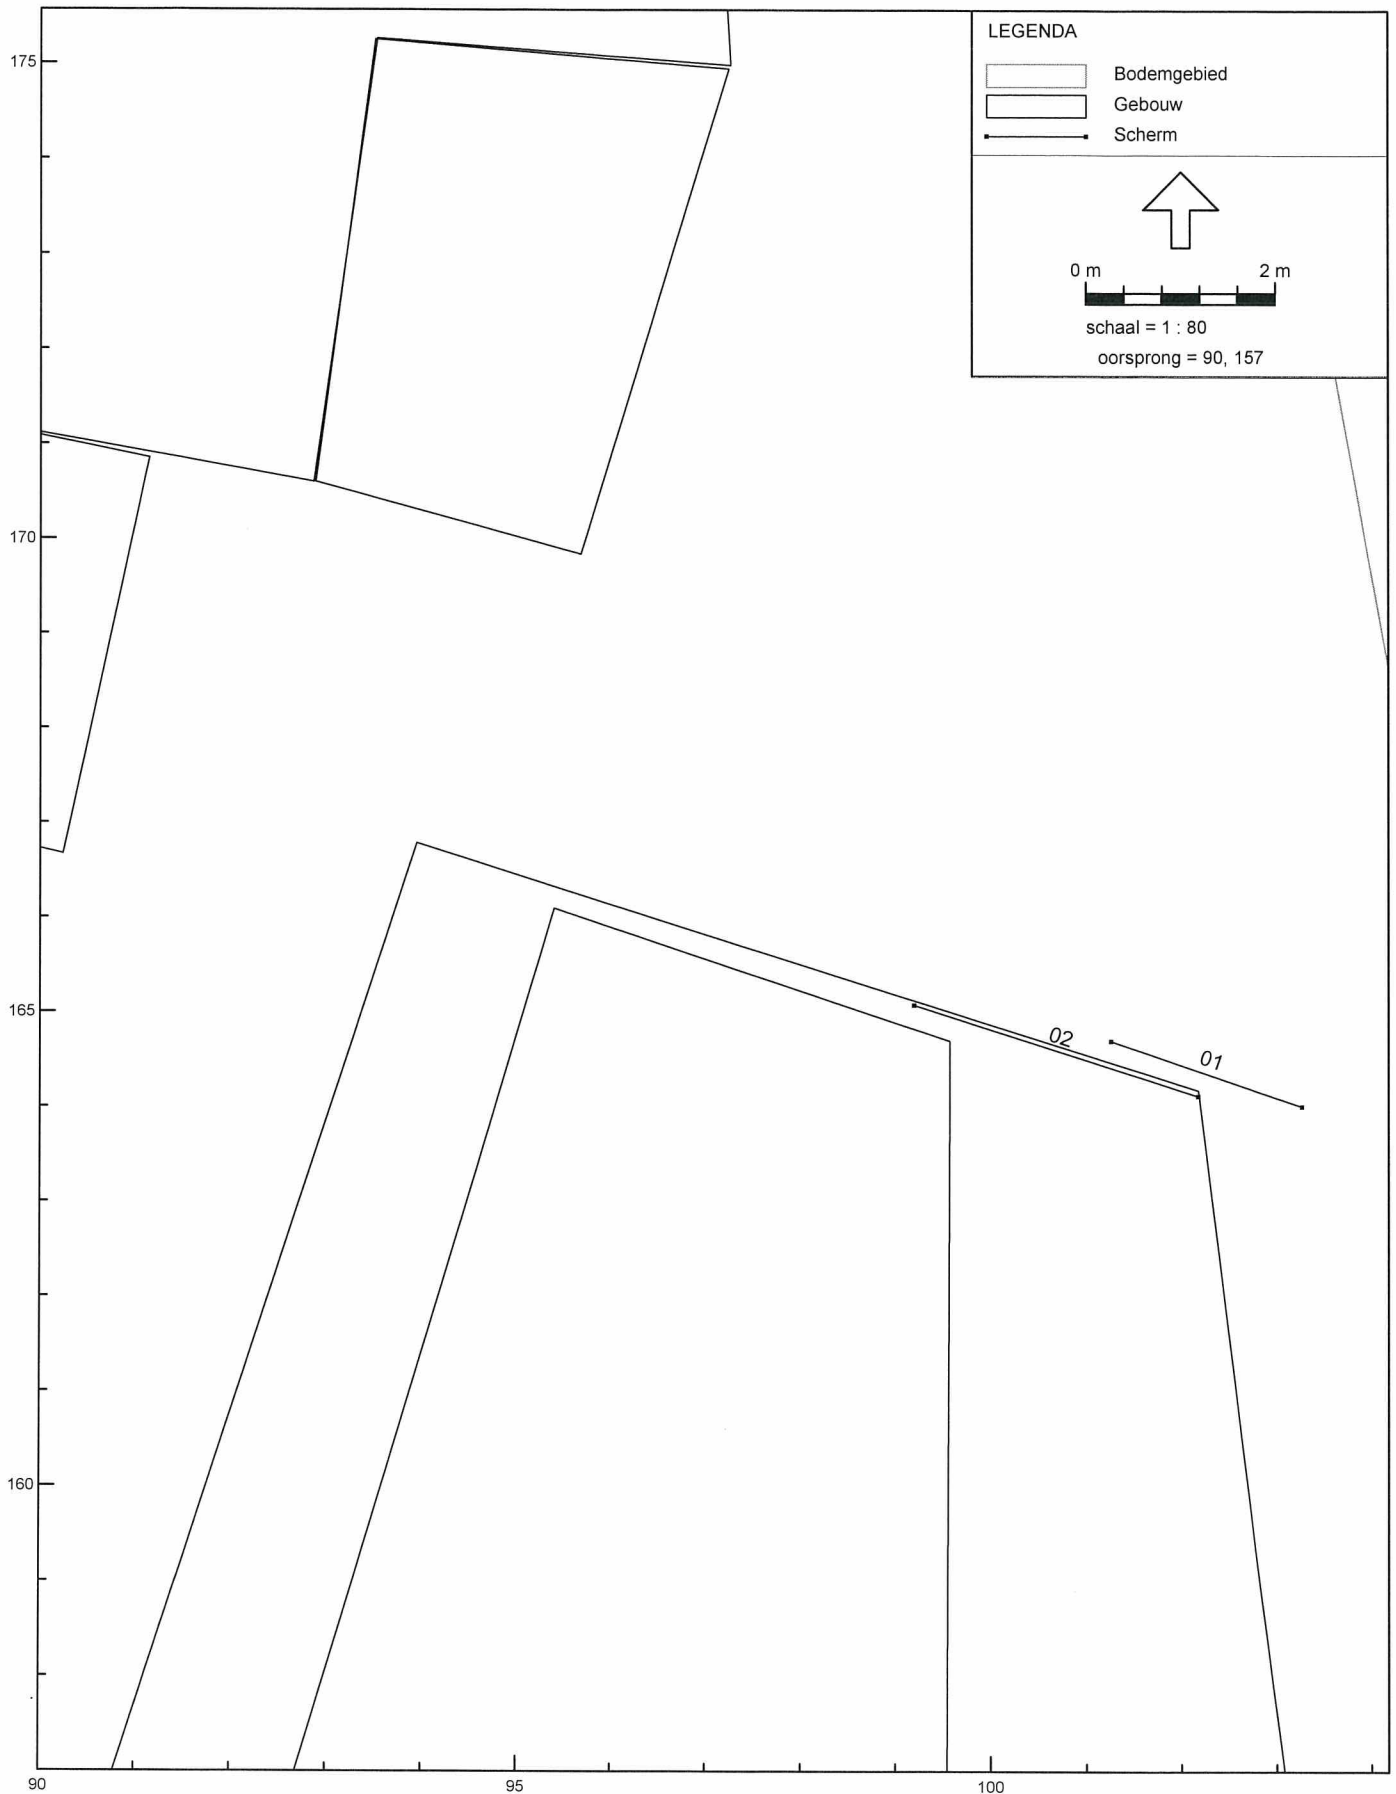 LEGENDA
Bodemgebied
Gebouw
Scherm
0 m 2 m
schaal = 1 : 80
oorsprong = 90, 157
175
170
165
160
02
01
90 95 100